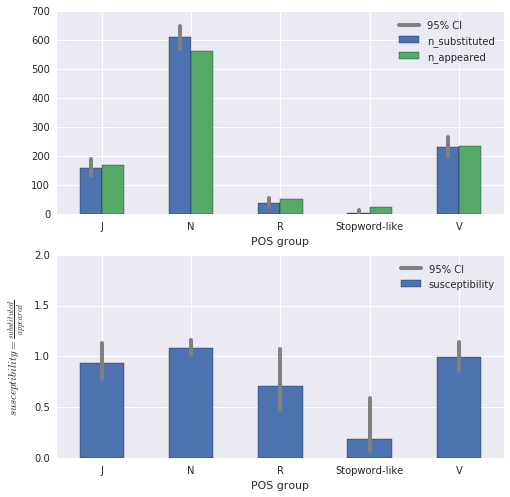 700
600
500
400
300
200
100
0
95% CI
n_substituted
n_appeared
J N R Stopword-like V
POS group
2.0
1.5
1.0
0.5
0.0
susceptibility = substituted / appeared
95% CI
susceptibility
J N R Stopword-like V
POS group